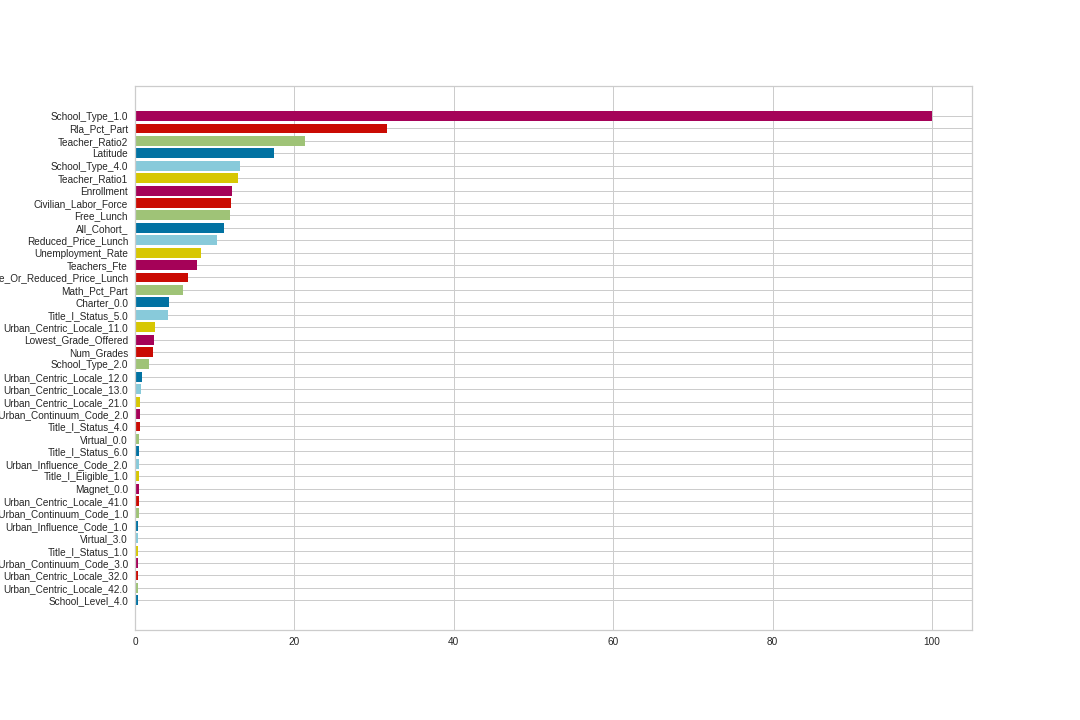 School_Type_1.0
Rla_Pct_Part
Teacher_Ratio2
Latitude
School_Type_4.0
Teacher_Ratio1
Enrollment
Civilian_Labor_Force
Free_Lunch
All_Cohort_
Reduced_Price_Lunch
Unemployment_Rate
Teachers_Fte
e_Or_Reduced_Price_Lunch
Math_Pct_Part
Charter_0.0
Title_I_Status_5.0
Urban_Centric_Locale_11.0
Lowest_Grade_Offered
Num_Grades
School_Type_2.0
Urban_Centric_Locale_12.0
Urban_Centric_Locale_13.0
Urban_Centric_Locale_21.0
Urban_Continuum_Code_2.0
Title_I_Status_4.0
Virtual_0.0
Title_I_Status_6.0
Urban_Influence_Code_2.0
Title_I_Eligible_1.0
Magnet_0.0
Urban_Centric_Locale_41.0
Urban_Continuum_Code_1.0
Urban_Influence_Code_1.0
Virtual_3.0
Title_I_Status_1.0
Urban_Continuum_Code_3.0
Urban_Centric_Locale_32.0
Urban_Centric_Locale_42.0
School_Level_4.0
0 20 40 60 80 100